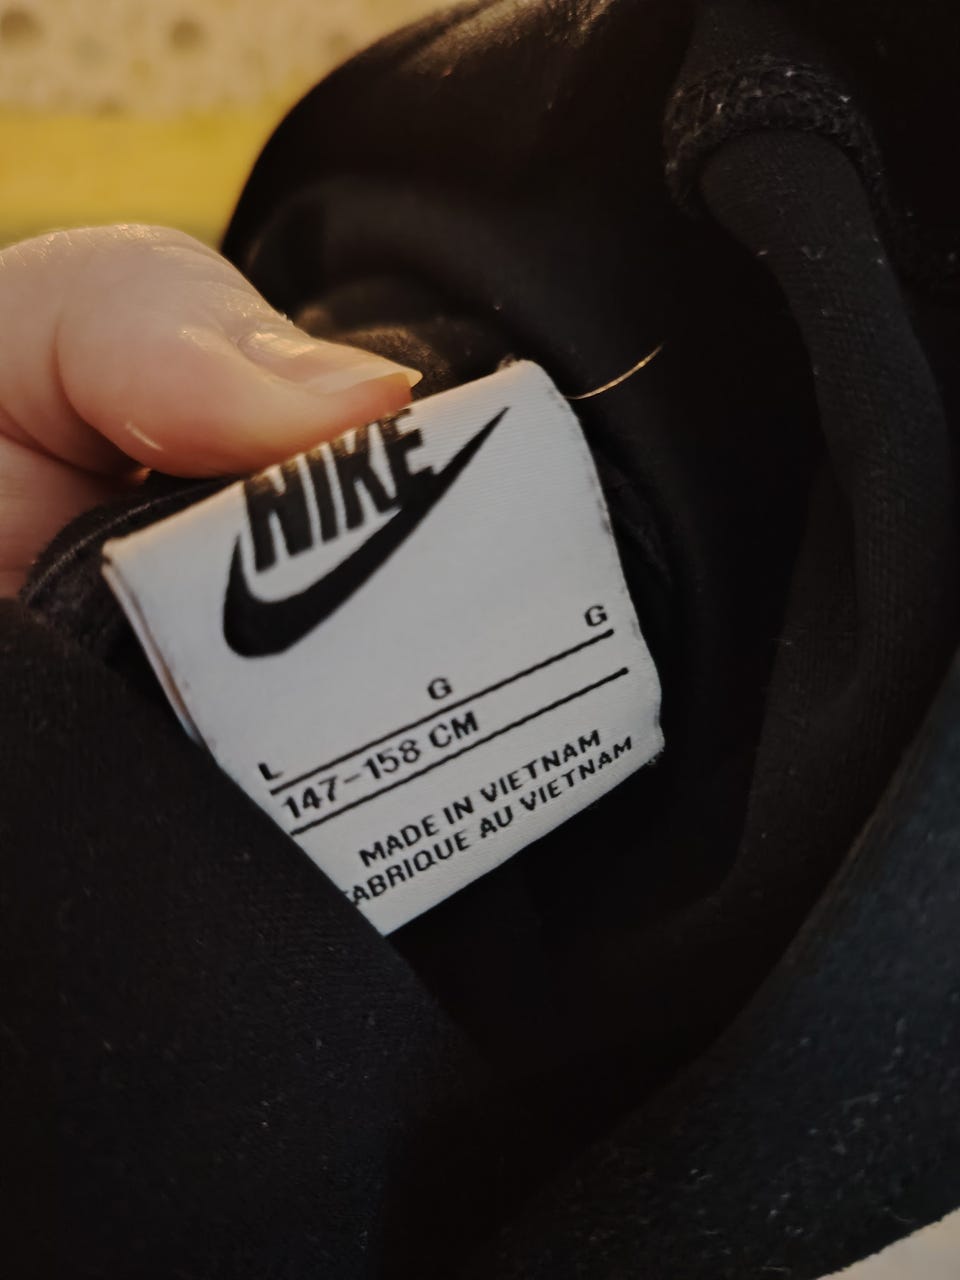 NIKE
L G G
147-158 CM
MADE IN VIETNAM
FABRIQUE AU VIETNAM